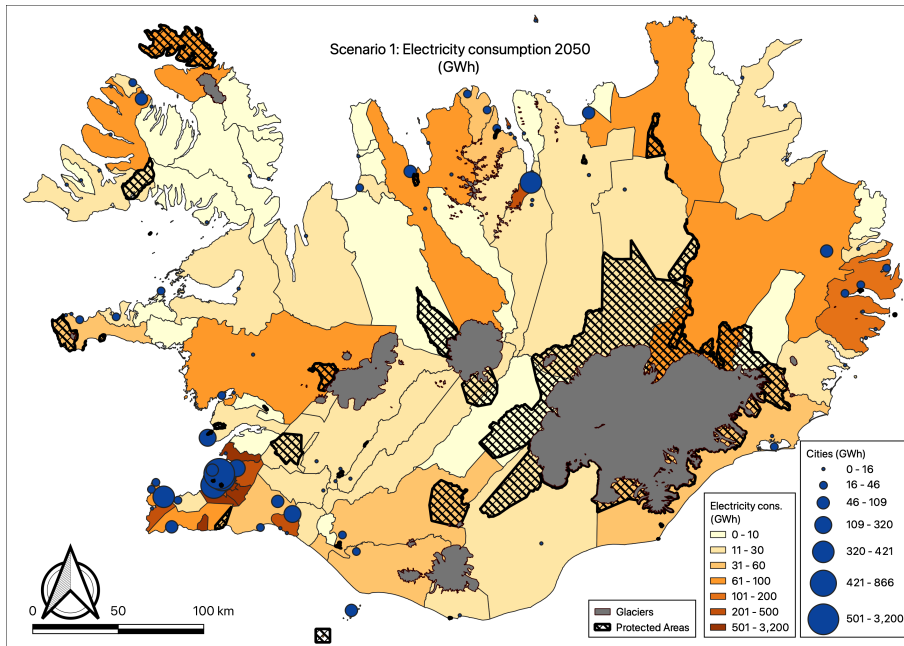 Scenario 1: Electricity consumption 2050
(GWh)
Cities (GWh)
0 - 16
16 - 46
46 - 109
109 - 320
320 - 421
421 - 866
501 - 3,200
Electricity cons.
(GWh)
0 - 10
11 - 30
31 - 60
61 - 100
101 - 200
201 - 500
501 - 3,200
Glaciers
Protected Areas
0 50 100 km